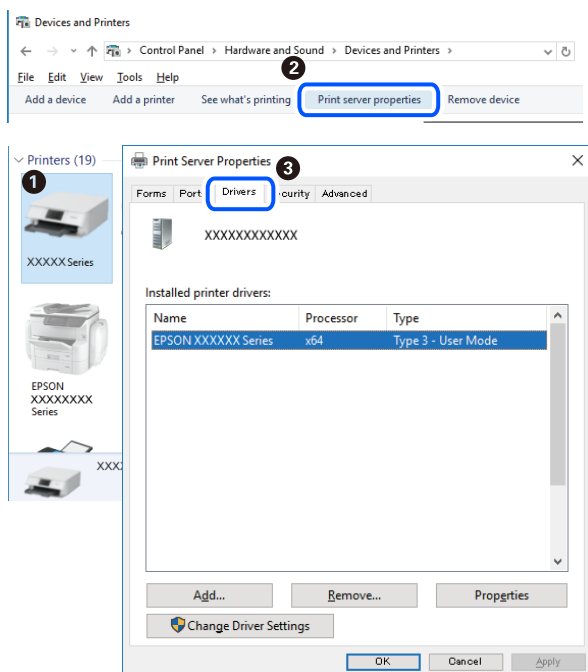 Devices and Printers
Control Panel > Hardware and Sound > Devices and Printers >
2
File Edit View Tools Help
Add a device Add a printer See what's printing Print server properties Remove device
Printers (19)
1
XXXXX Series
EPSON
XXXXXXXX
Series
XXX
Print Server Properties
3
Forms Port Drivers curity Advanced
XXXXXXXXXXXX
Installed printer drivers:
Name Processor Type
EPSON XXXXXX Series x64 Type 3 - User Mode
Add... Remove... Properties
Change Driver Settings
OK Cancel Apply